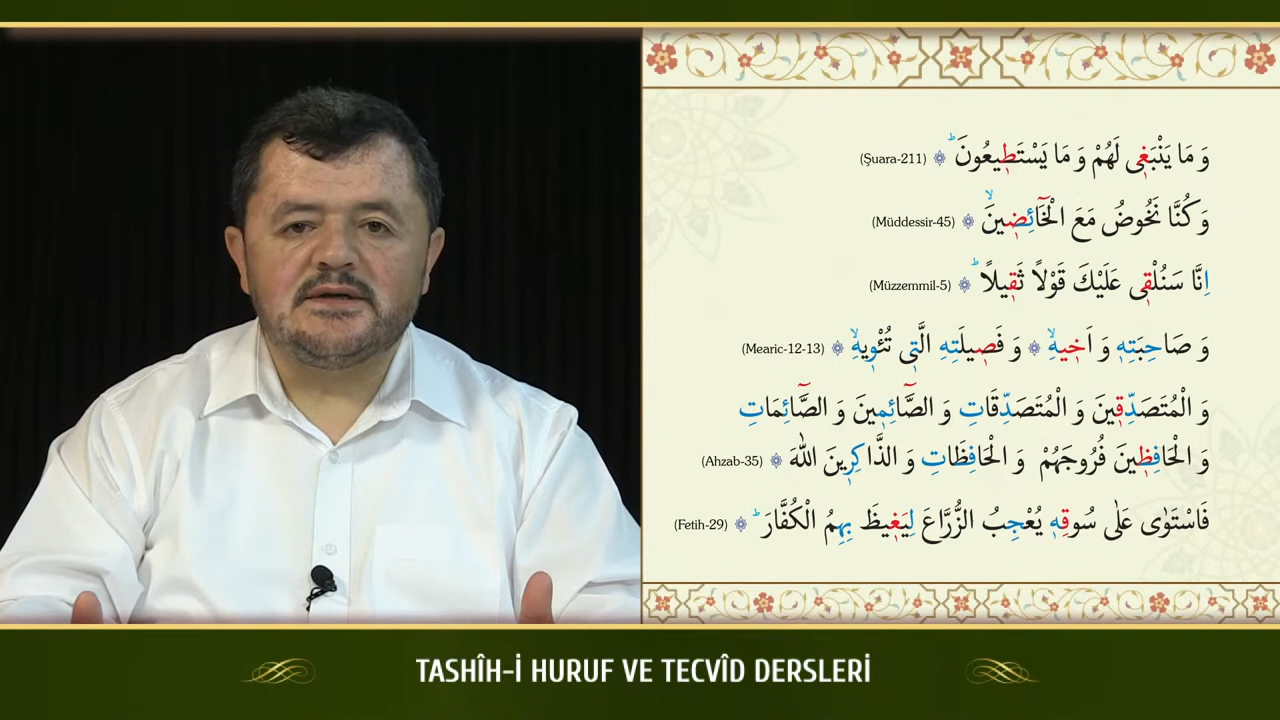 وَ مَا يَنْبَغٖى لَهُمْ وَ مَا يَسْتَطٖيعُونَ ۜ ۞ (Şuara-211)
وَ كُنَّا نَخُوضُ مَعَ الْخَٓائِضٖينَ ۙ ۞ (Müddessir-45)
اِنَّا سَنُلْقٖى عَلَيْكَ قَوْلاً ثَقٖيلاً ۞ (Müzzemmil-5)
وَ صَاحِبَتِهٖ وَ اَخٖيهِ ۙ ۞ وَ فَصٖيلَتِهِ الَّتٖى تُئْوٖيهِ ۙ ۞ (Mearic-12-13)
وَ الْمُتَصَدِّقٖينَ وَ الْمُتَصَدِّقَاتِ وَ الصَّٓائِمٖينَ وَ الصَّٓائِمَاتِ
وَ الْحَافِظٖينَ فُرُوجَهُمْ وَ الْحَافِظَاتِ وَ الذَّاكِرٖينَ اللّٰهَ ۞ (Ahzab-35)
فَاسْتَوٰى عَلٰى سُوقِهٖ يُعْجِبُ الزُّرَّاعَ لِيَغٖيظَ بِهِمُ الْكُفَّارَ ۞ (Fetih-29)
TASHÎH-İ HURUF VE TECVÎD DERSLERİ